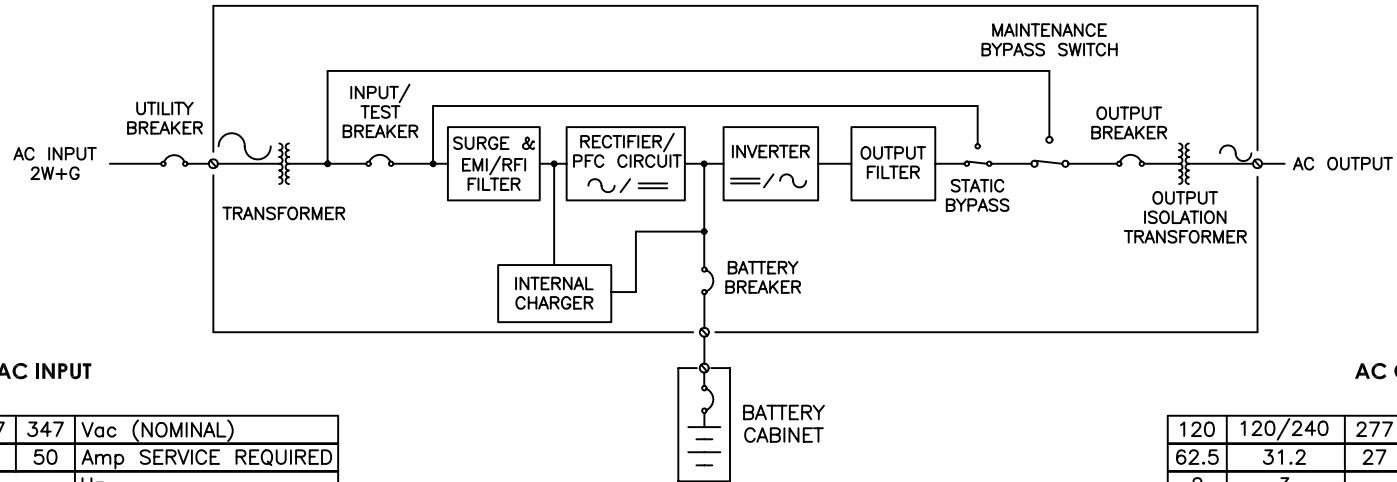 MAINTENANCE
BYPASS SWITCH
UTILITY
BREAKER
INPUT/
TEST
BREAKER
OUTPUT
BREAKER
AC INPUT
2W+G
SURGE &
EMI/RFI
FILTER
RECTIFIER/
PFC CIRCUIT
INVERTER
OUTPUT
FILTER
AC OUTPUT
TRANSFORMER
STATIC
BYPASS
OUTPUT
ISOLATION
TRANSFORMER
INTERNAL
CHARGER
BATTERY
BREAKER
BATTERY
CABINET
AC INPUT
7 347 Vac (NOMINAL)
50 Amp SERVICE REQUIRED
AC
120 120/240 277
62.5 31.2 27